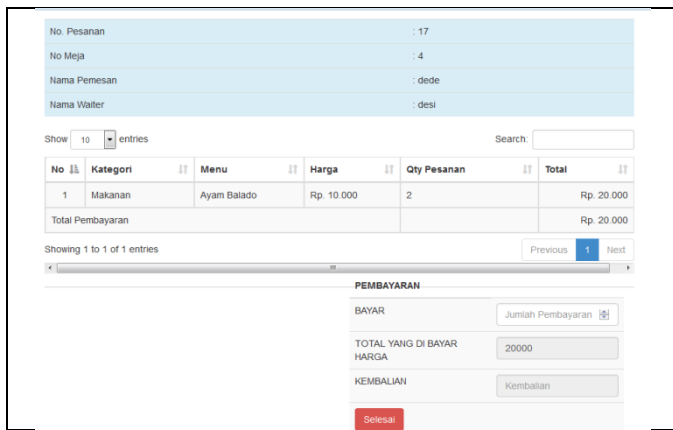 No. Pesanan : 17
No Meja : 4
Nama Pemesan : dede
Nama Waiter : desi
Show 10 entries Search:
No Kategori Menu Harga Qty Pesanan Total
1 Makanan Ayam Balado Rp. 10.000 2 Rp. 20.000
Total Pembayaran Rp. 20.000
Showing 1 to 1 of 1 entries Previous 1 Next
PEMBAYARAN
BAYAR Jumlah Pembayaran
TOTAL YANG DI BAYAR 20000
HARGA
KEMBALIAN Kembalian
Selesai